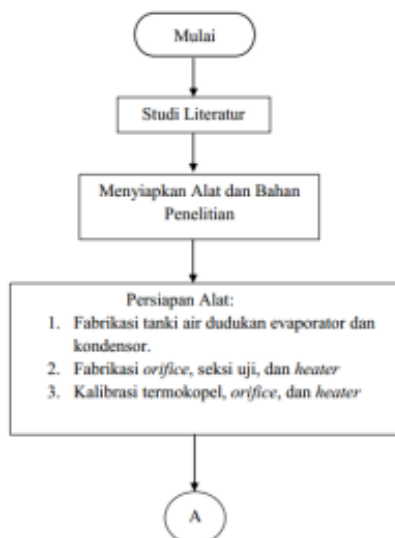 Mulai
Studi Literatur
Menyiapkan Alat dan Bahan
Penelitian
Persiapan Alat:
1. Fabrikasi tanki air dudukan evaporator dan
kondensor.
2. Fabrikasi orifice, seksi uji, dan heater
3. Kalibrasi termokopel, orifice, dan heater
A